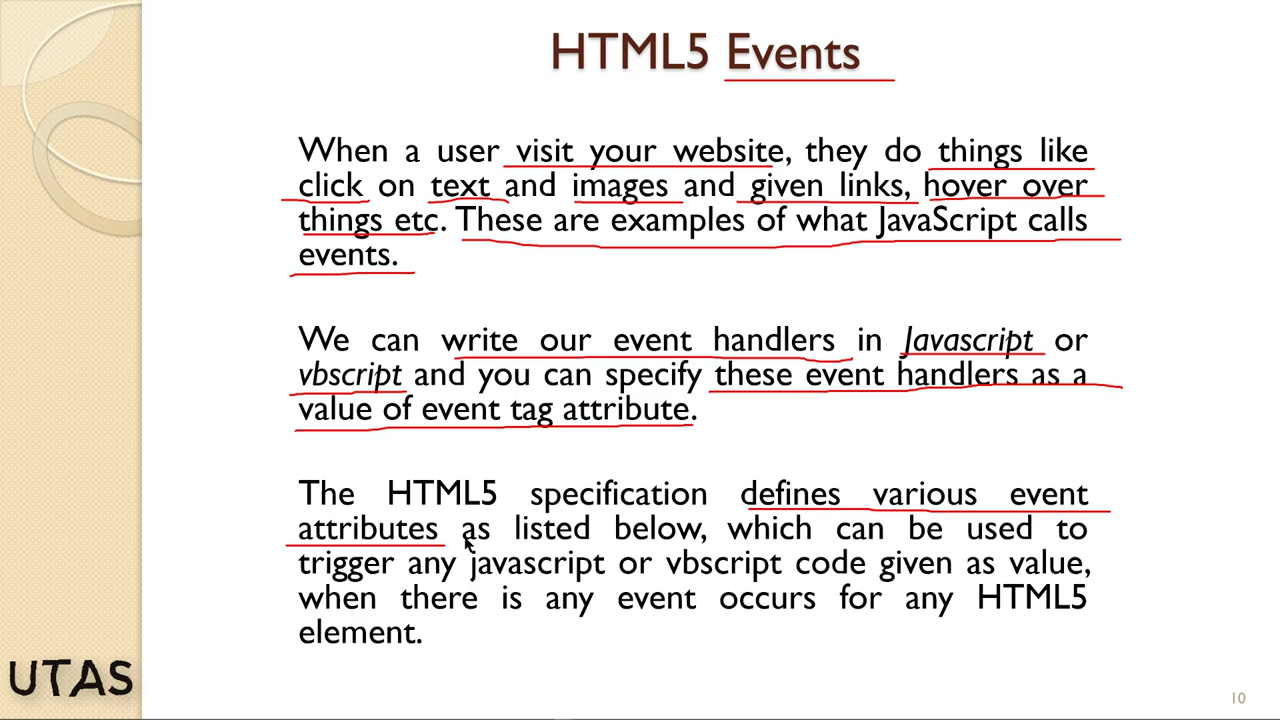 HTML5 Events
When a user visit your website, they do things like
click on text and images and given links, hover over
things etc. These are examples of what JavaScript calls
events.
We can write our event handlers in Javascript or
vbscript and you can specify these event handlers as a
value of event tag attribute.
The HTML5 specification defines various event
attributes as listed below, which can be used to
trigger any javascript or vbscript code given as value,
when there is any event occurs for any HTML5
element.
UTAS
10